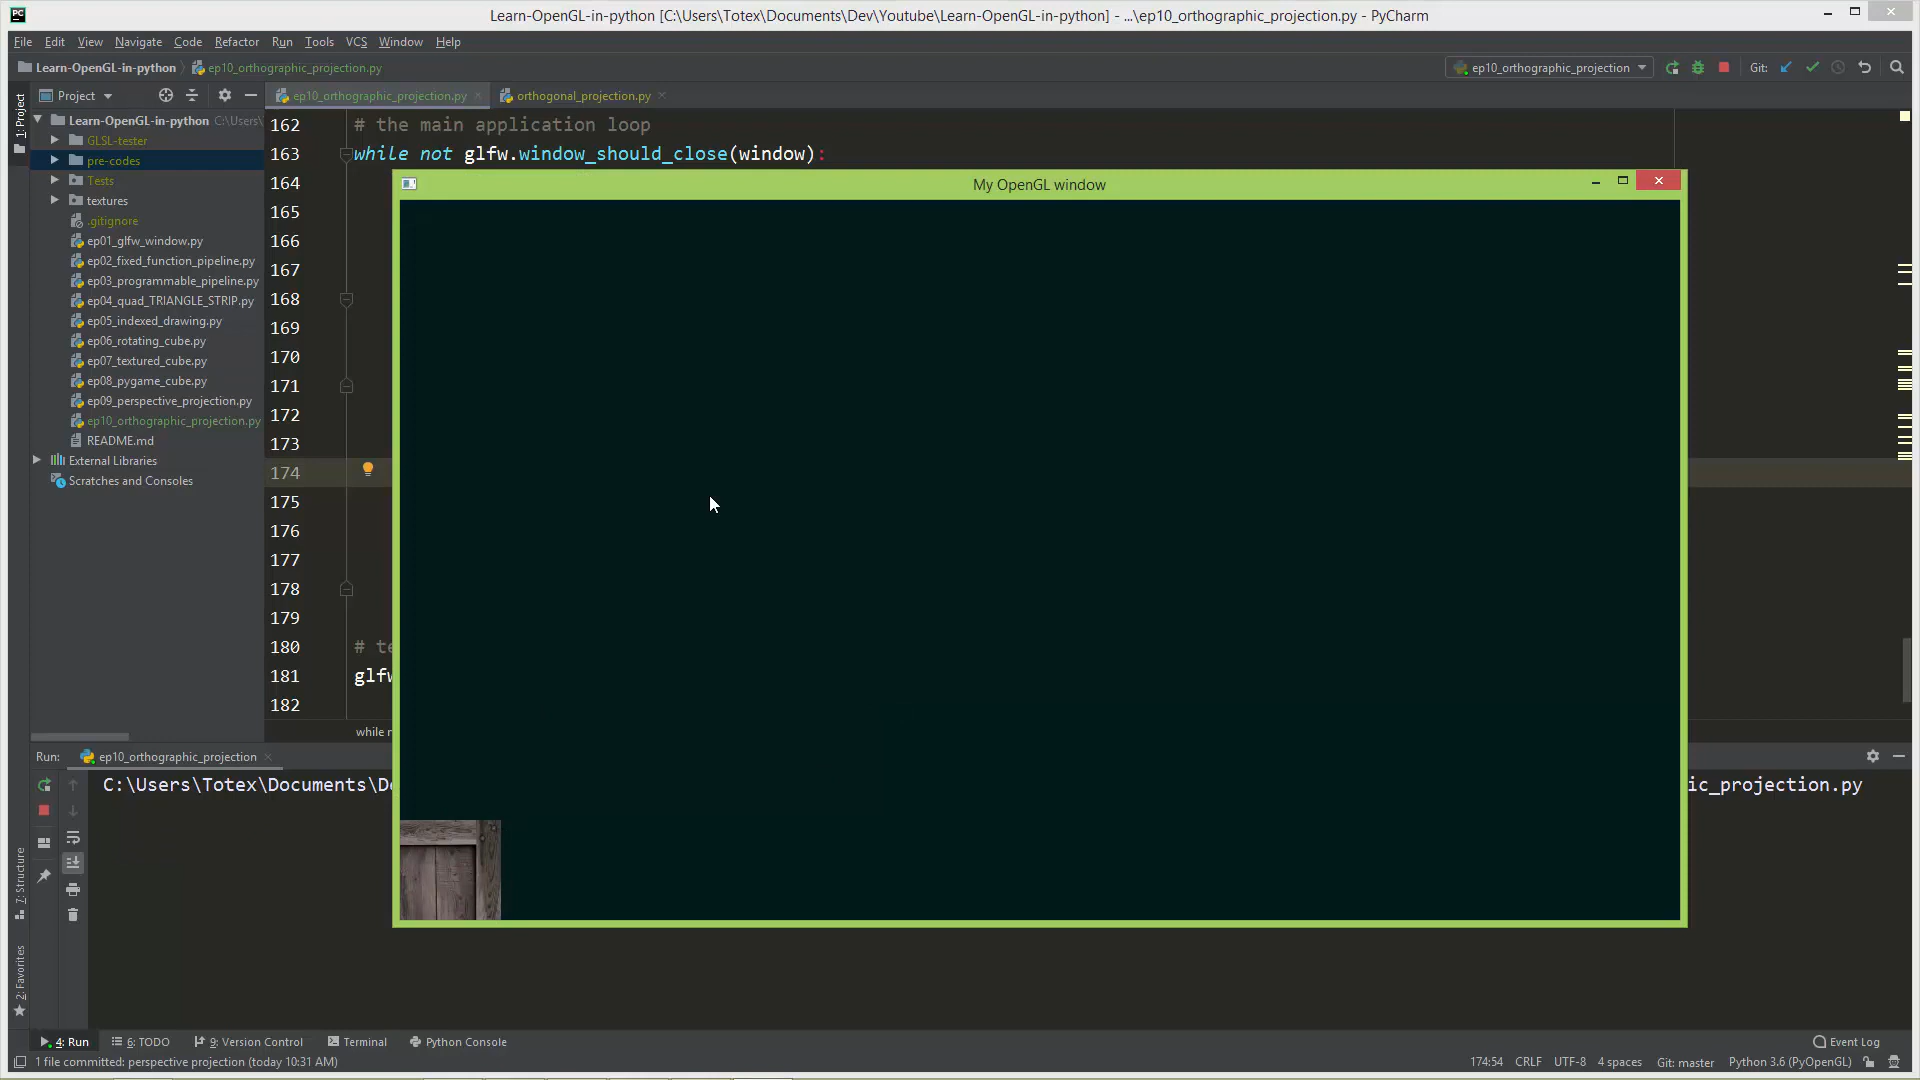 PC
Learn-OpenGL-in-python [C:\Users\Totex\Documents\Dev\Youtube\Learn-OpenGL-in-python] - ...\ep10_orthographic_projection.py - PyCharm
File Edit View Navigate Code Refactor Run Tools VCS Window Help
Learn-OpenGL-in-python ep10_orthographic_projection.py ep10_orthographic_projection Git:
1: Project
Project ep10_orthographic_projection.py orthogonal_projection.py
Learn-OpenGL-in-python C:\Users\
GLSL-tester
pre-codes
Tests
textures
.gitignore
ep01_glfw_window.py
ep02_fixed_function_pipeline.py
ep03_programmable_pipeline.py
ep04_quad_TRIANGLE_STRIP.py
ep05_indexed_drawing.py
ep06_rotating_cube.py
ep07_textured_cube.py
ep08_pygame_cube.py
ep09_perspective_projection.py
ep10_orthographic_projection.py
README.md
External Libraries
Scratches and Consoles
162 # the main application loop
163 while not glfw.window_should_close(window):
164
165
166
167
168
169
170
171
172
173
174
175
176
177
178
179
180 # te
181 glfw
182
while n
My OpenGL window
Run: ep10_orthographic_projection
C:\Users\Totex\Documents\De
ic_projection.py
7: Structure
2: Favorites
4: Run 6: TODO 9: Version Control Terminal Python Console Event Log
1 file committed: perspective projection (today 10:31 AM) 174:54 CRLF UTF-8 4 spaces Git: master Python 3.6 (PyOpenGL)